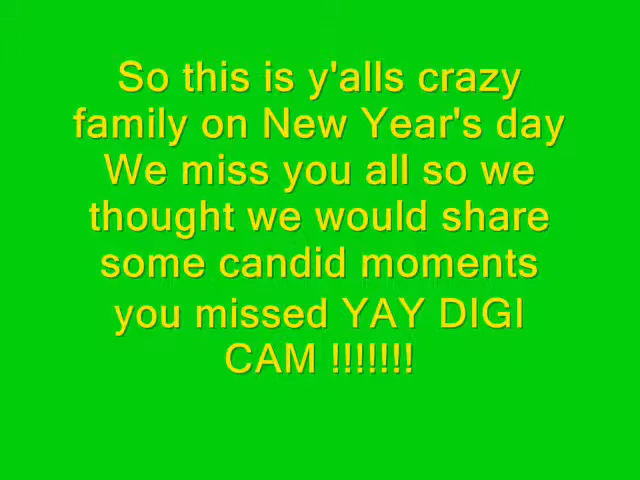 So this is y'alls crazy
family on New Year's day
We miss you all so we
thought we would share
some candid moments
you missed YAY DIGI
CAM !!!!!!!